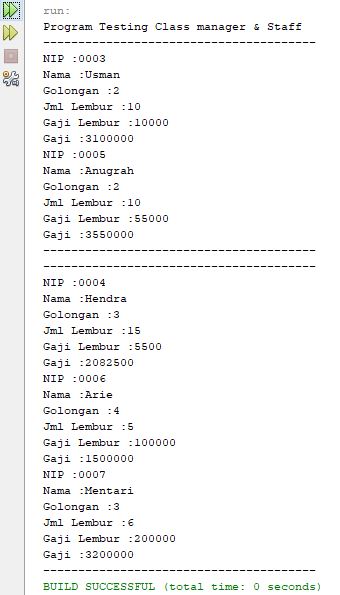 run:
Program Testing Class manager & Staff
---------------------------------------
NIP :0003
Nama :Usman
Golongan :2
Jml Lembur :10
Gaji Lembur :10000
Gaji :3100000
NIP :0005
Nama :Anugrah
Golongan :2
Jml Lembur :10
Gaji Lembur :55000
Gaji :3550000
---------------------------------------
---------------------------------------
NIP :0004
Nama :Hendra
Golongan :3
Jml Lembur :15
Gaji Lembur :5500
Gaji :2082500
NIP :0006
Nama :Arie
Golongan :4
Jml Lembur :5
Gaji Lembur :100000
Gaji :1500000
NIP :0007
Nama :Mentari
Golongan :3
Jml Lembur :6
Gaji Lembur :200000
Gaji :3200000
---------------------------------------
BUILD SUCCESSFUL (total time: 0 seconds)